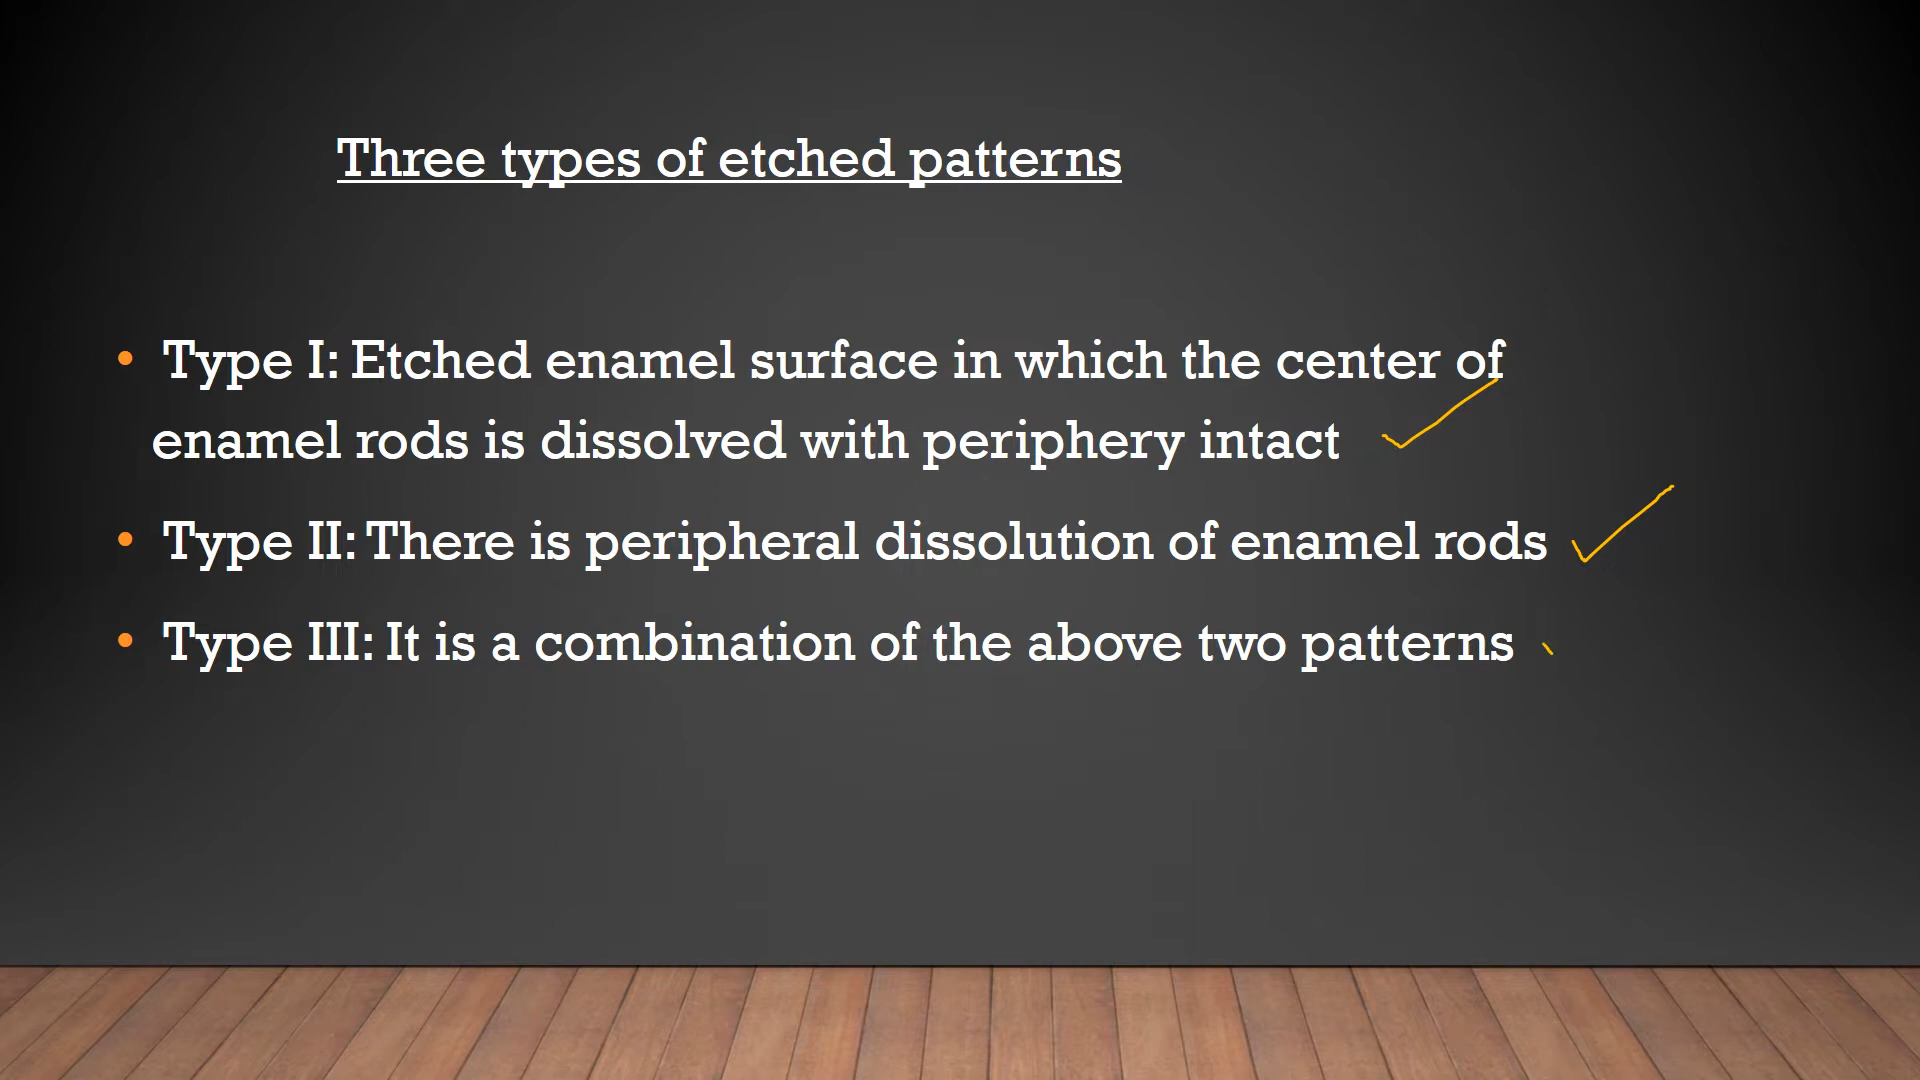 Three types of etched patterns
• Type I: Etched enamel surface in which the center of
enamel rods is dissolved with periphery intact
• Type II: There is peripheral dissolution of enamel rods
• Type III: It is a combination of the above two patterns